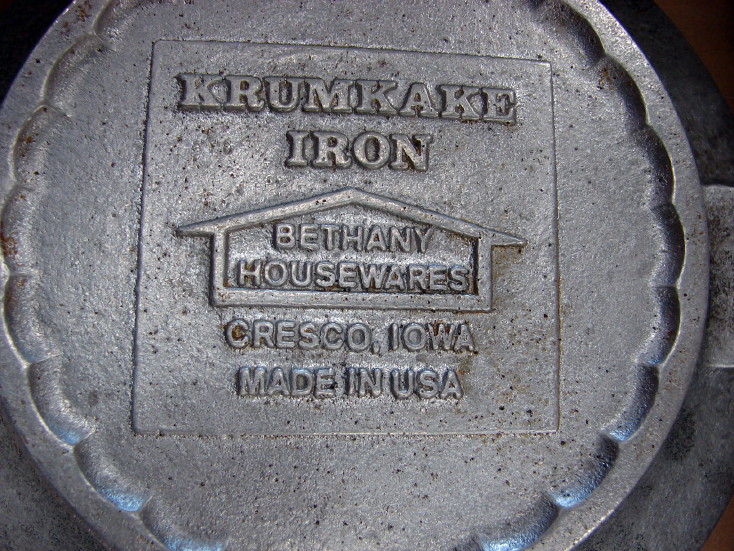 KRUMKAKE
IRON
BETHANY
HOUSEWARES
CRESCO, IOWA
MADE IN USA